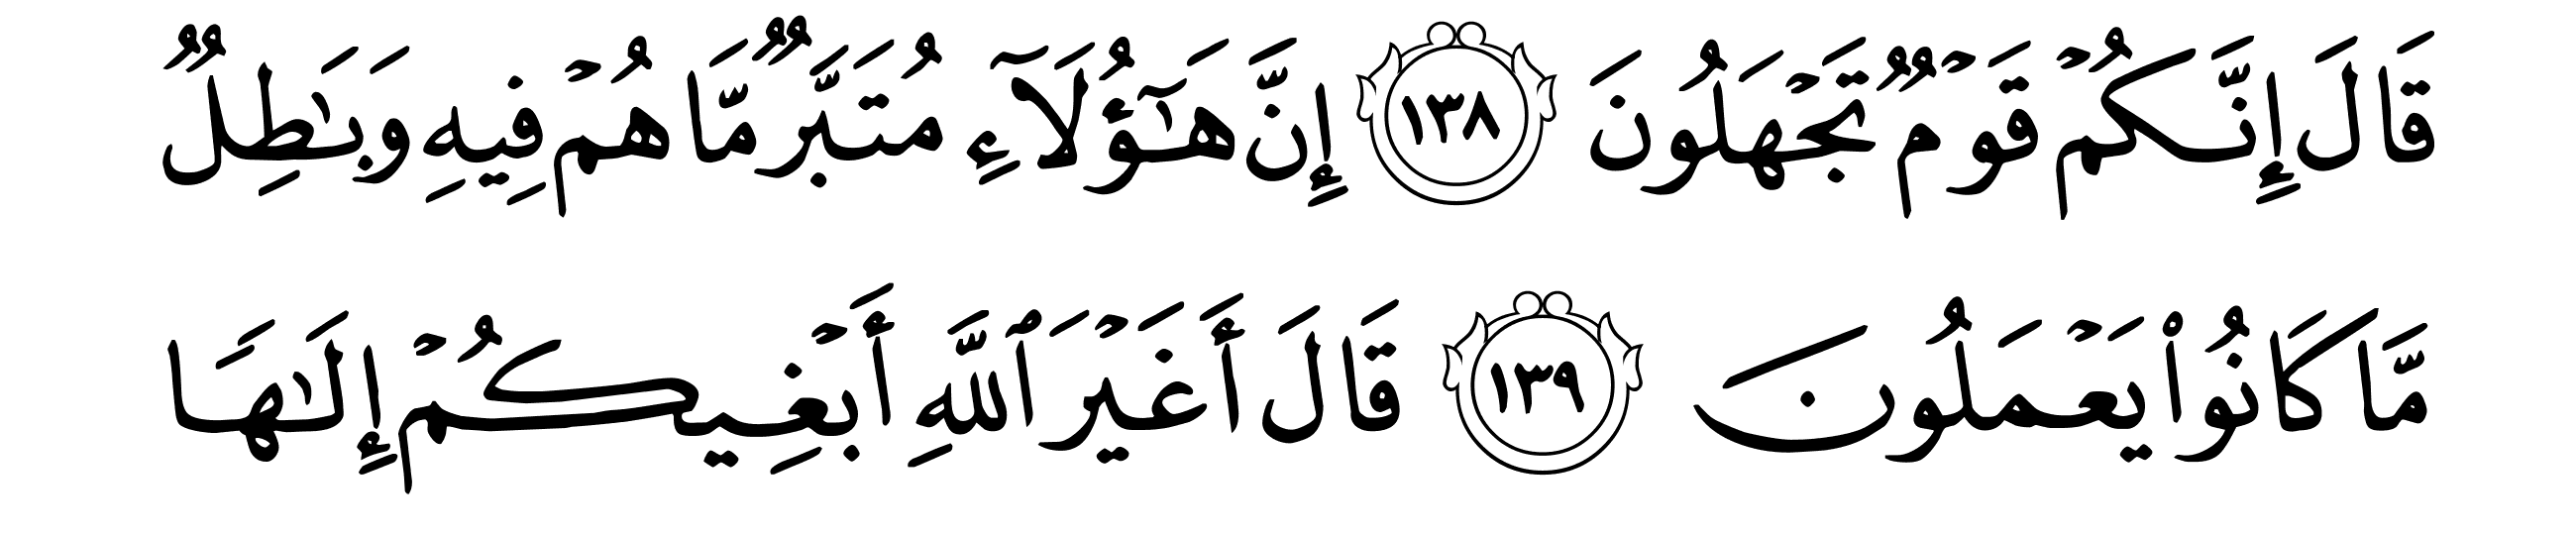 قَالَ إِنَّكُمۡ قَوۡمٌ تَجۡهَلُونَ ١٣٨ إِنَّ هَٰٓؤُلَآءِ مُتَبَّرٌ مَّا هُمۡ فِيهِ وَبَٰطِلٌ
مَّا كَانُواْ يَعۡمَلُونَ ١٣٩ قَالَ أَغَيۡرَ ٱللَّهِ أَبۡغِيكُمۡ إِلَٰهًا